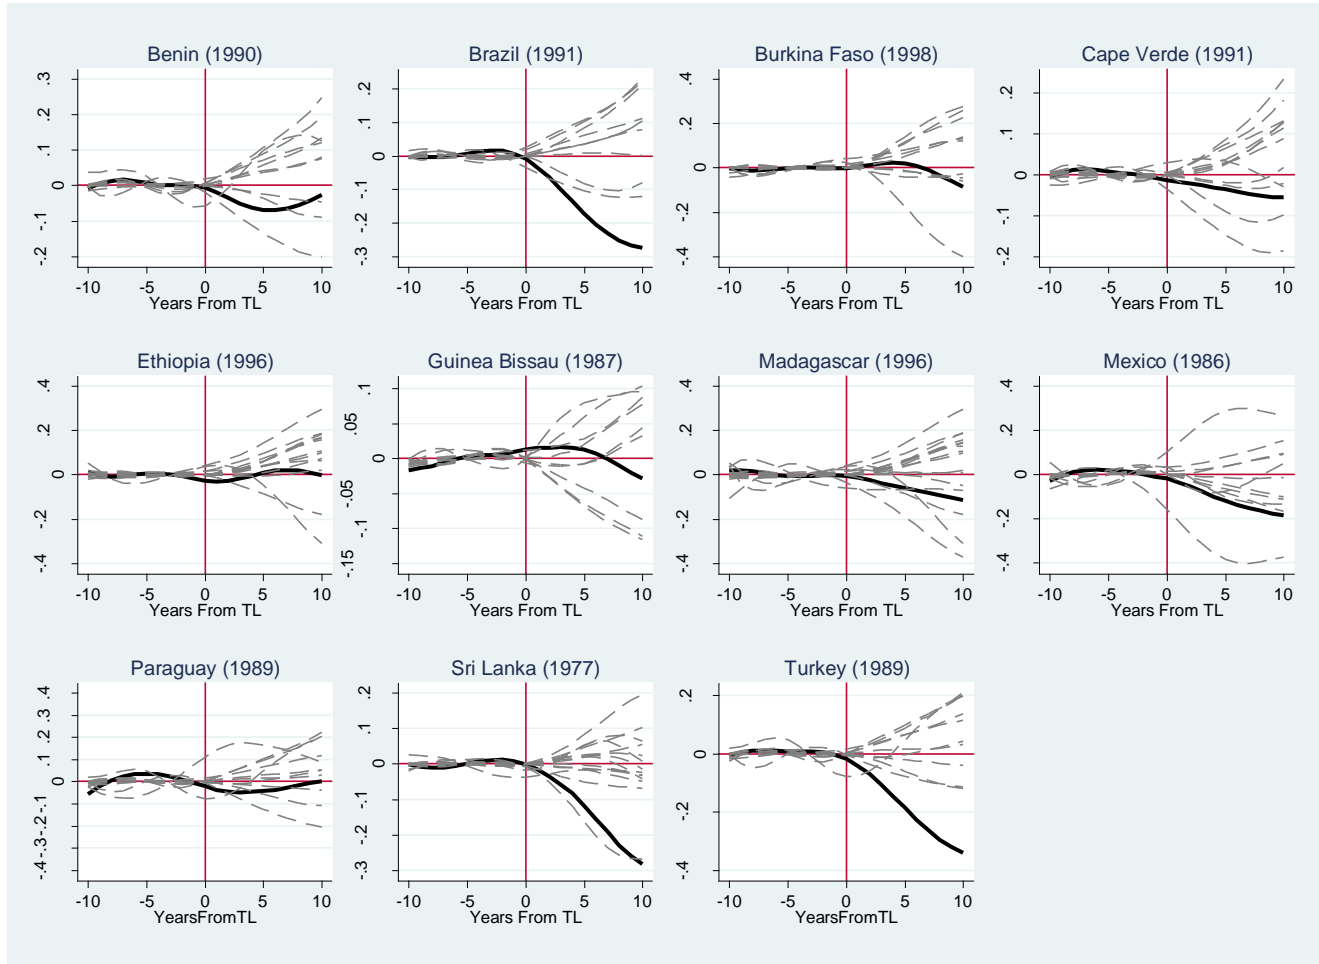 Benin (1990)
.3
.2
.1
0
-.1
-.2
-10 -5 0 5 10
Years From TL
Brazil (1991)
.2
.1
0
-.1
-.2
-.3
-10 -5 0 5 10
Years From TL
Burkina Faso (1998)
.4
.2
0
-.2
-.4
-10 -5 0 5 10
Years From TL
Cape Verde (1991)
.2
.1
0
-.1
-.2
-10 -5 0 5 10
Years From TL
Ethiopia (1996)
.4
.2
0
-.2
-.4
-10 -5 0 5 10
Years From TL
Guinea Bissau (1987)
.1
.05
0
-.05
-.1
-.15
-10 -5 0 5 10
Years From TL
Madagascar (1996)
.4
.2
0
-.2
-.4
-10 -5 0 5 10
Years From TL
Mexico (1986)
.4
.2
0
-.2
-.4
-10 -5 0 5 10
Years From TL
Paraguay (1989)
.4
.3
.2
.1
0
-.1
-.2
-.3
-.4
-10 -5 0 5 10
YearsFromTL
Sri Lanka (1977)
.2
.1
0
-.1
-.2
-.3
-10 -5 0 5 10
Years From TL
Turkey (1989)
.2
0
-.2
-.4
-10 -5 0 5 10
YearsFromTL